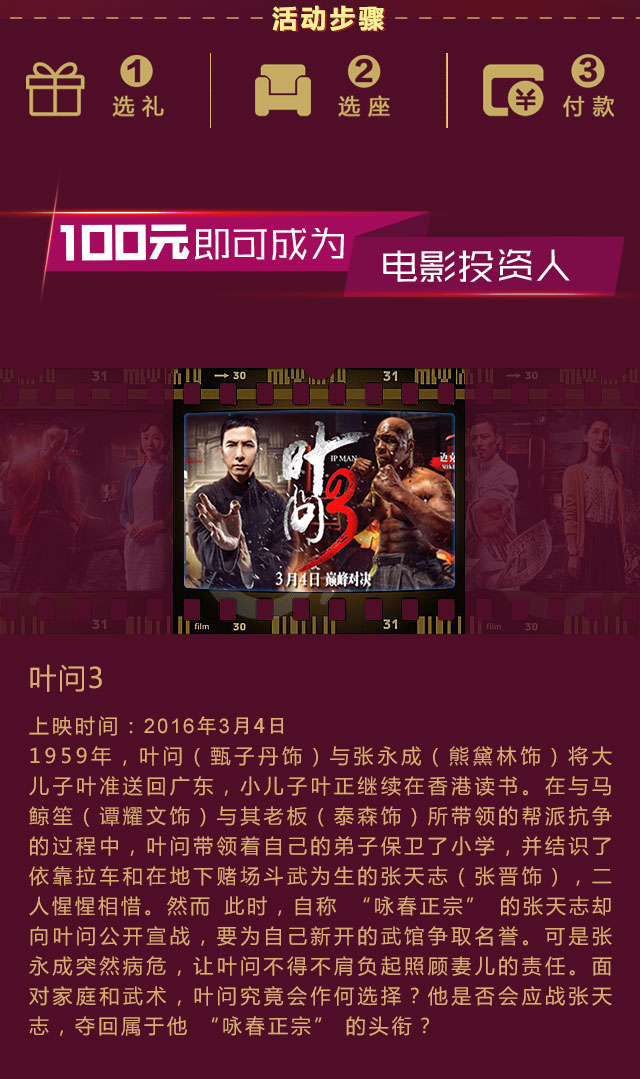 活动步骤
1
选礼
2
选座
¥
3
付款
100元即可成为
电影投资人
31
30
31
30
叶问3
IP MAN
迈克
3月4日 巅峰对决
31
film
30
31
30
叶问3
上映时间：2016年3月4日
1959年，叶问（甄子丹饰）与张永成（熊黛林饰）将大
儿子叶准送回广东，小儿子叶正继续在香港读书。在与马
鲸笙（谭耀文饰）与其老板（泰森饰）所带领的帮派抗争
的过程中，叶问带领着自己的弟子保卫了小学，并结识了
依靠拉车和在地下赌场斗武为生的张天志（张晋饰），二
人惺惺相惜。然而 此时，自称 “咏春正宗” 的张天志却
向叶问公开宣战，要为自己新开的武馆争取名誉。可是张
永成突然病危，让叶问不得不肩负起照顾妻儿的责任。面
对家庭和武术，叶问究竟会作何选择？他是否会应战张天
志，夺回属于他 “咏春正宗” 的头衔？